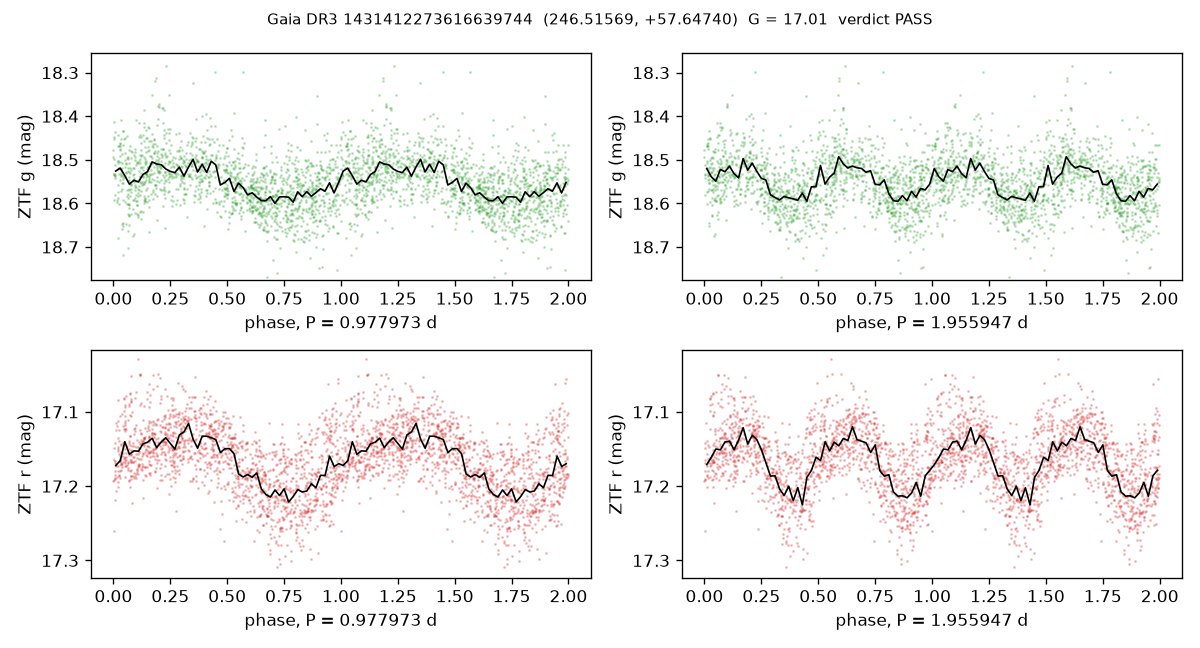 Gaia DR3 1431412273616639744 (246.51569, +57.64740) G = 17.01 verdict PASS
ZTF g (mag)
18.3
18.4
18.5
18.6
18.7
0.00 0.25 0.50 0.75 1.00 1.25 1.50 1.75 2.00
phase, P = 0.977973 d
ZTF g (mag)
18.3
18.4
18.5
18.6
18.7
0.00 0.25 0.50 0.75 1.00 1.25 1.50 1.75 2.00
phase, P = 1.955947 d
ZTF r (mag)
17.1
17.2
17.3
0.00 0.25 0.50 0.75 1.00 1.25 1.50 1.75 2.00
phase, P = 0.977973 d
ZTF r (mag)
17.1
17.2
17.3
0.00 0.25 0.50 0.75 1.00 1.25 1.50 1.75 2.00
phase, P = 1.955947 d